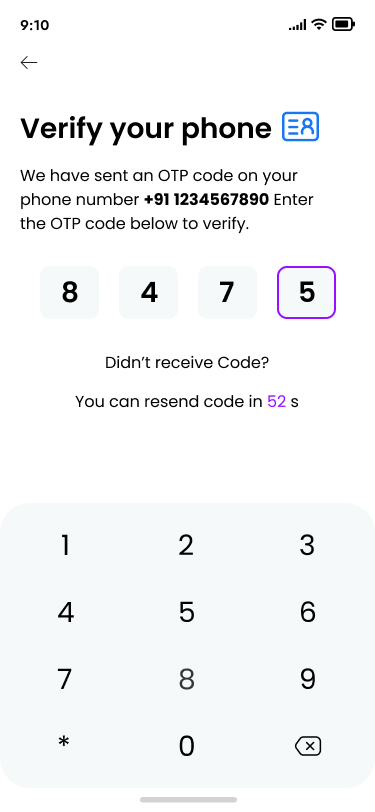 9:10
Verify your phone
We have sent an OTP code on your
phone number +91 1234567890 Enter
the OTP code below to verify.
8 4 7 5
Didn’t receive Code?
You can resend code in 52 s
1 2 3
4 5 6
7 8 9
* 0